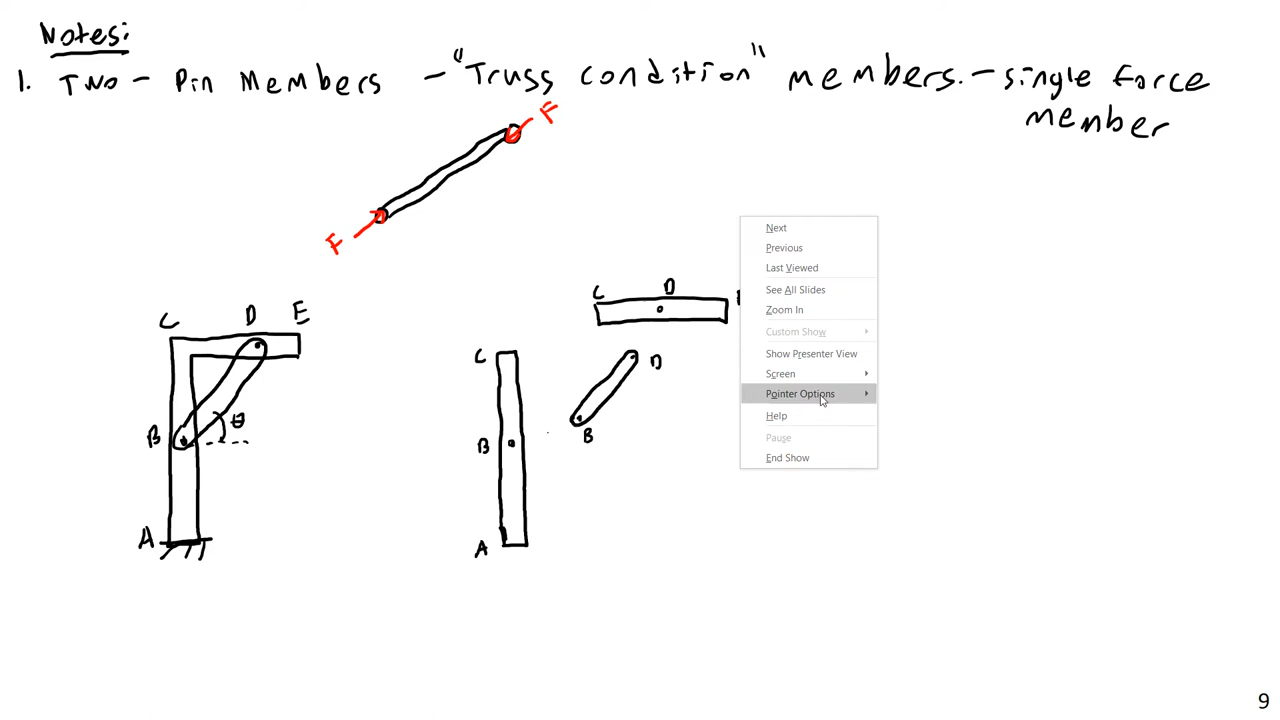 Notes:
1. Two - Pin Members - "Truss condition" members. - single force
member
F
F
C D E
B θ
A
C D
C
D
B
B
A
Next
Previous
Last Viewed
See All Slides
Zoom In
Custom Show
Show Presenter View
Screen
Pointer Options
Help
Pause
End Show
9